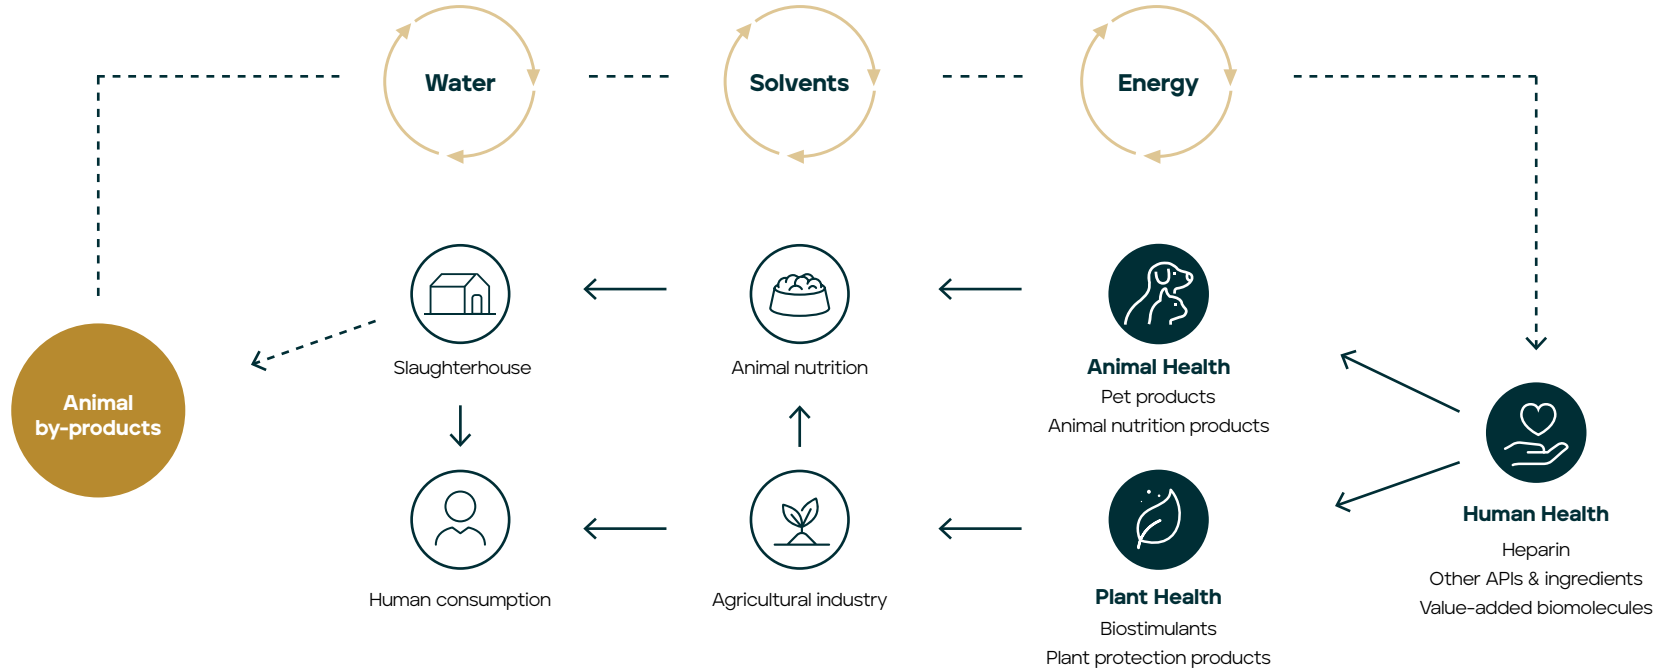 Water
Solvents
Energy
Animal
by-products
Slaughterhouse
Animal nutrition
Animal Health
Pet products
Animal nutrition products
Human consumption
Agricultural industry
Plant Health
Biostimulants
Plant protection products
Human Health
Heparin
Other APIs & ingredients
Value-added biomolecules